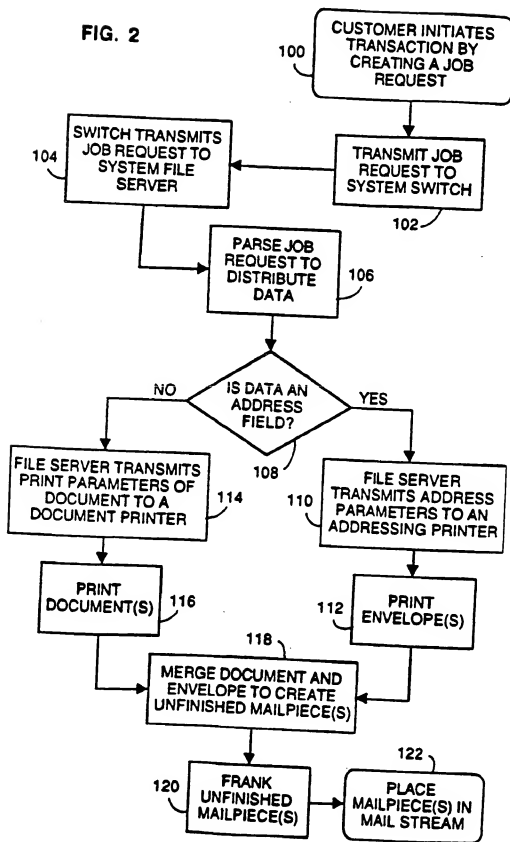 FIG. 2
CUSTOMER INITIATES
TRANSACTION BY
CREATING A JOB
REQUEST
100
SWITCH TRANSMITS
JOB REQUEST TO
SYSTEM FILE
SERVER
104
TRANSMIT JOB
REQUEST TO
SYSTEM SWITCH
102
PARSE JOB
REQUEST TO
DISTRIBUTE
DATA
106
IS DATA AN
ADDRESS
FIELD?
108
NO
YES
FILE SERVER TRANSMITS
PRINT PARAMETERS OF
DOCUMENT TO A
DOCUMENT PRINTER
114
FILE SERVER
TRANSMITS ADDRESS
PARAMETERS TO AN
ADDRESSING PRINTER
110
PRINT
DOCUMENT(S)
116
PRINT
ENVELOPE(S)
112
118
MERGE DOCUMENT AND
ENVELOPE TO CREATE
UNFINISHED MAILPIECE(S)
FRANK
UNFINISHED
MAILPIECE(S)
120
122
PLACE
MAILPIECE(S) IN
MAIL STREAM